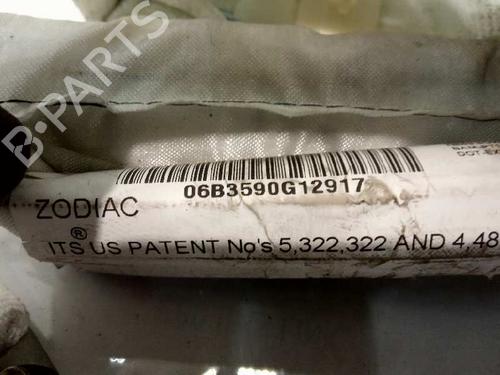 B-PARTS
06B3590G12917
ZODIAC
®
ITS US PATENT No's 5,322,322 AND 4,48